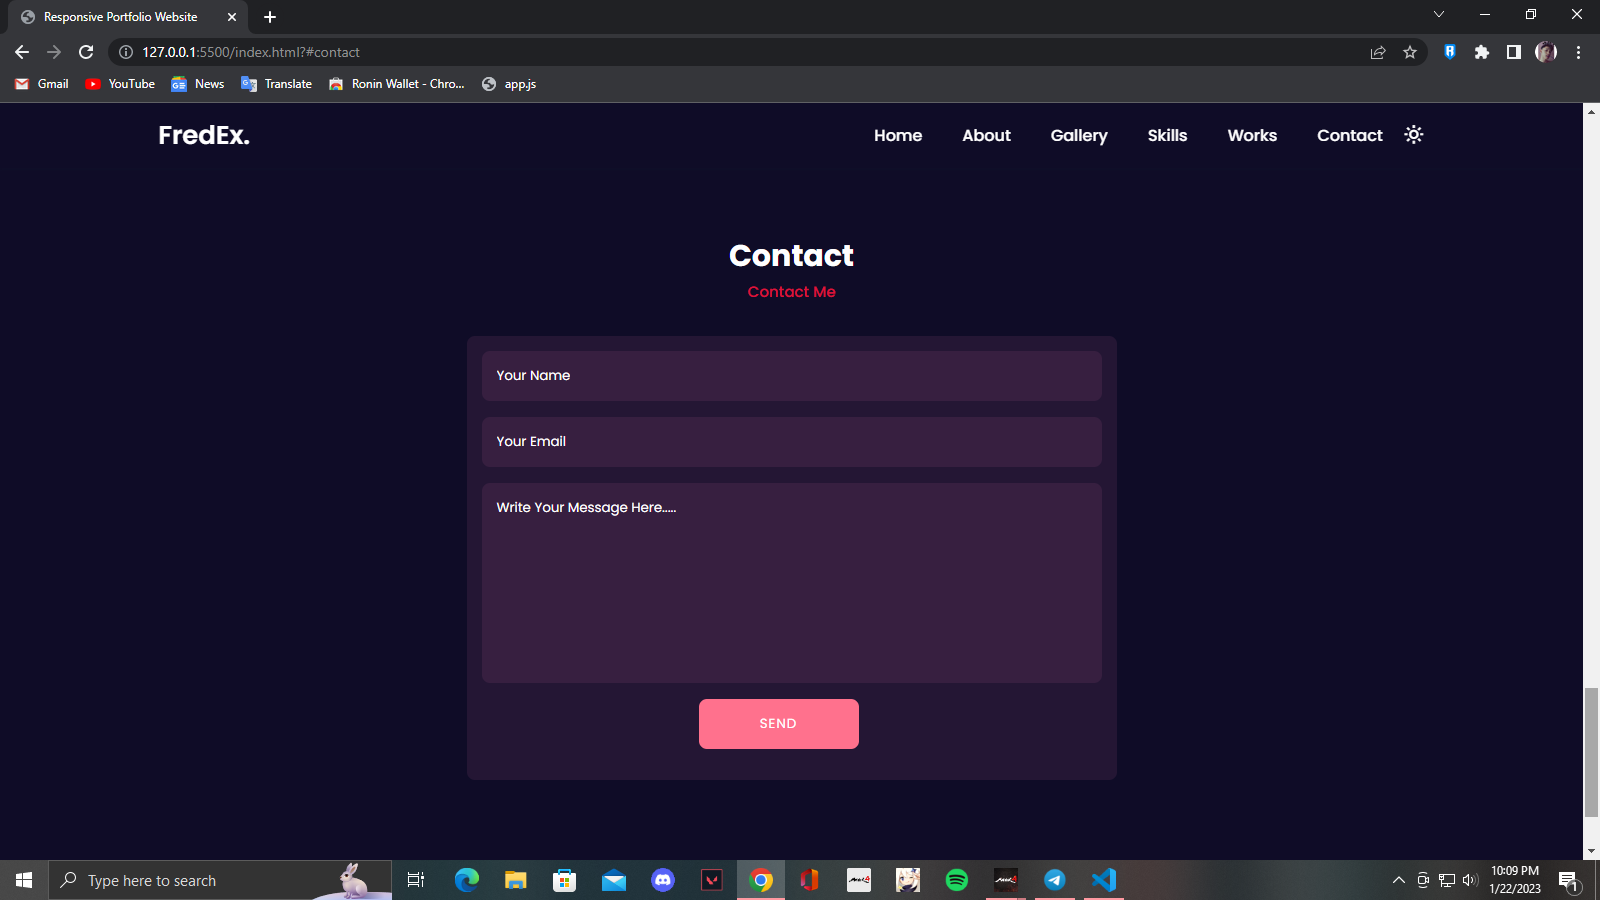 Responsive Portfolio Website
127.0.0.1:5500/index.html?#contact
Gmail
YouTube
News
Translate
Ronin Wallet - Chro...
app.js
FredEx.
Home
About
Gallery
Skills
Works
Contact
Contact
Contact Me
Your Name
Your Email
Write Your Message Here.....
SEND
Type here to search
10:09 PM
1/22/2023
1